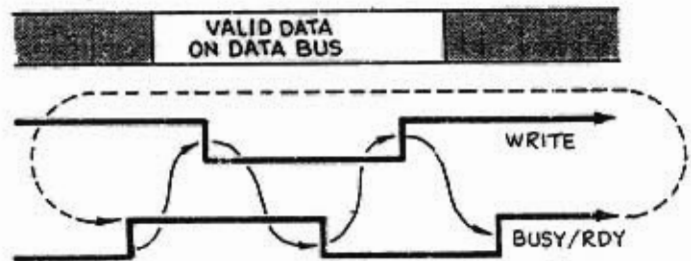 VALID DATA
ON DATA BUS
WRITE
BUSY/RDY